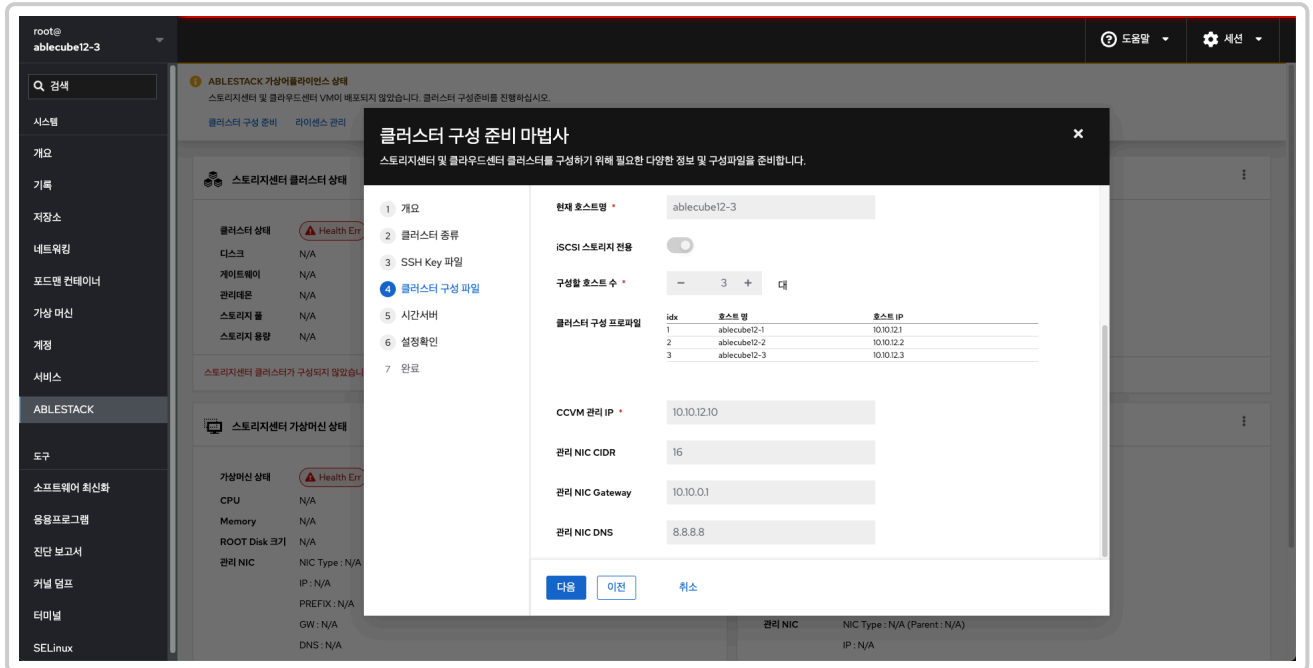 root@
ablecube12-3
도움말
세션
검색
시스템
개요
기록
저장소
네트워킹
포드맨 컨테이너
가상 머신
계정
서비스
ABLESTACK
도구
소프트웨어 최신화
응용프로그램
진단 보고서
커널 덤프
터미널
SELinux
ABLESTACK 가상어플라이언스 상태
스토리지센터 및 클라우드센터 VM이 배포되지 않았습니다. 클러스터 구성준비를 진행하십시오.
클러스터 구성 준비 라이센스 관리
스토리지센터 클러스터 상태
클러스터 상태 Health Err
디스크 N/A
게이트웨이 N/A
관리데몬 N/A
스토리지 풀 N/A
스토리지 용량 N/A
스토리지센터 클러스터가 구성되지 않았습니
스토리지센터 가상머신 상태
가상머신 상태 Health Err
CPU N/A
Memory N/A
ROOT Disk 크기 N/A
관리 NIC NIC Type : N/A
IP : N/A
PREFIX : N/A
GW : N/A
DNS : N/A
관리 NIC NIC Type : N/A (Parent : N/A)
IP : N/A
클러스터 구성 준비 마법사
스토리지센터 및 클라우드센터 클러스터를 구성하기 위해 필요한 다양한 정보 및 구성파일을 준비합니다.
1 개요
2 클러스터 종류
3 SSH Key 파일
4 클러스터 구성 파일
5 시간서버
6 설정확인
7 완료
현재 호스트명 * ablecube12-3
iSCSI 스토리지 전용
구성할 호스트 수 * − 3 + 대
클러스터 구성 프로파일
idx 호스트 명 호스트 IP
1 ablecube12-1 10.10.12.1
2 ablecube12-2 10.10.12.2
3 ablecube12-3 10.10.12.3
CCVM 관리 IP * 10.10.12.10
관리 NIC CIDR 16
관리 NIC Gateway 10.10.0.1
관리 NIC DNS 8.8.8.8
다음 이전 취소